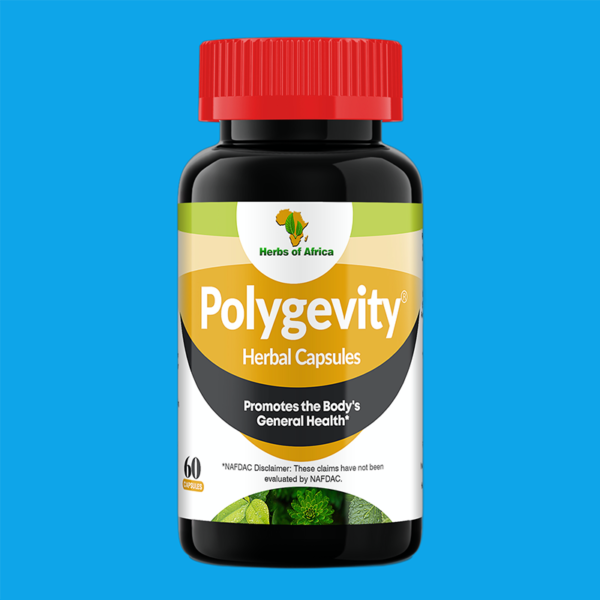 Herbs of Africa
Polygevity®
Herbal Capsules
Promotes the Body's
General Health*
*NAFDAC Disclaimer: These claims have not been
evaluated by NAFDAC.
60
CAPSULES